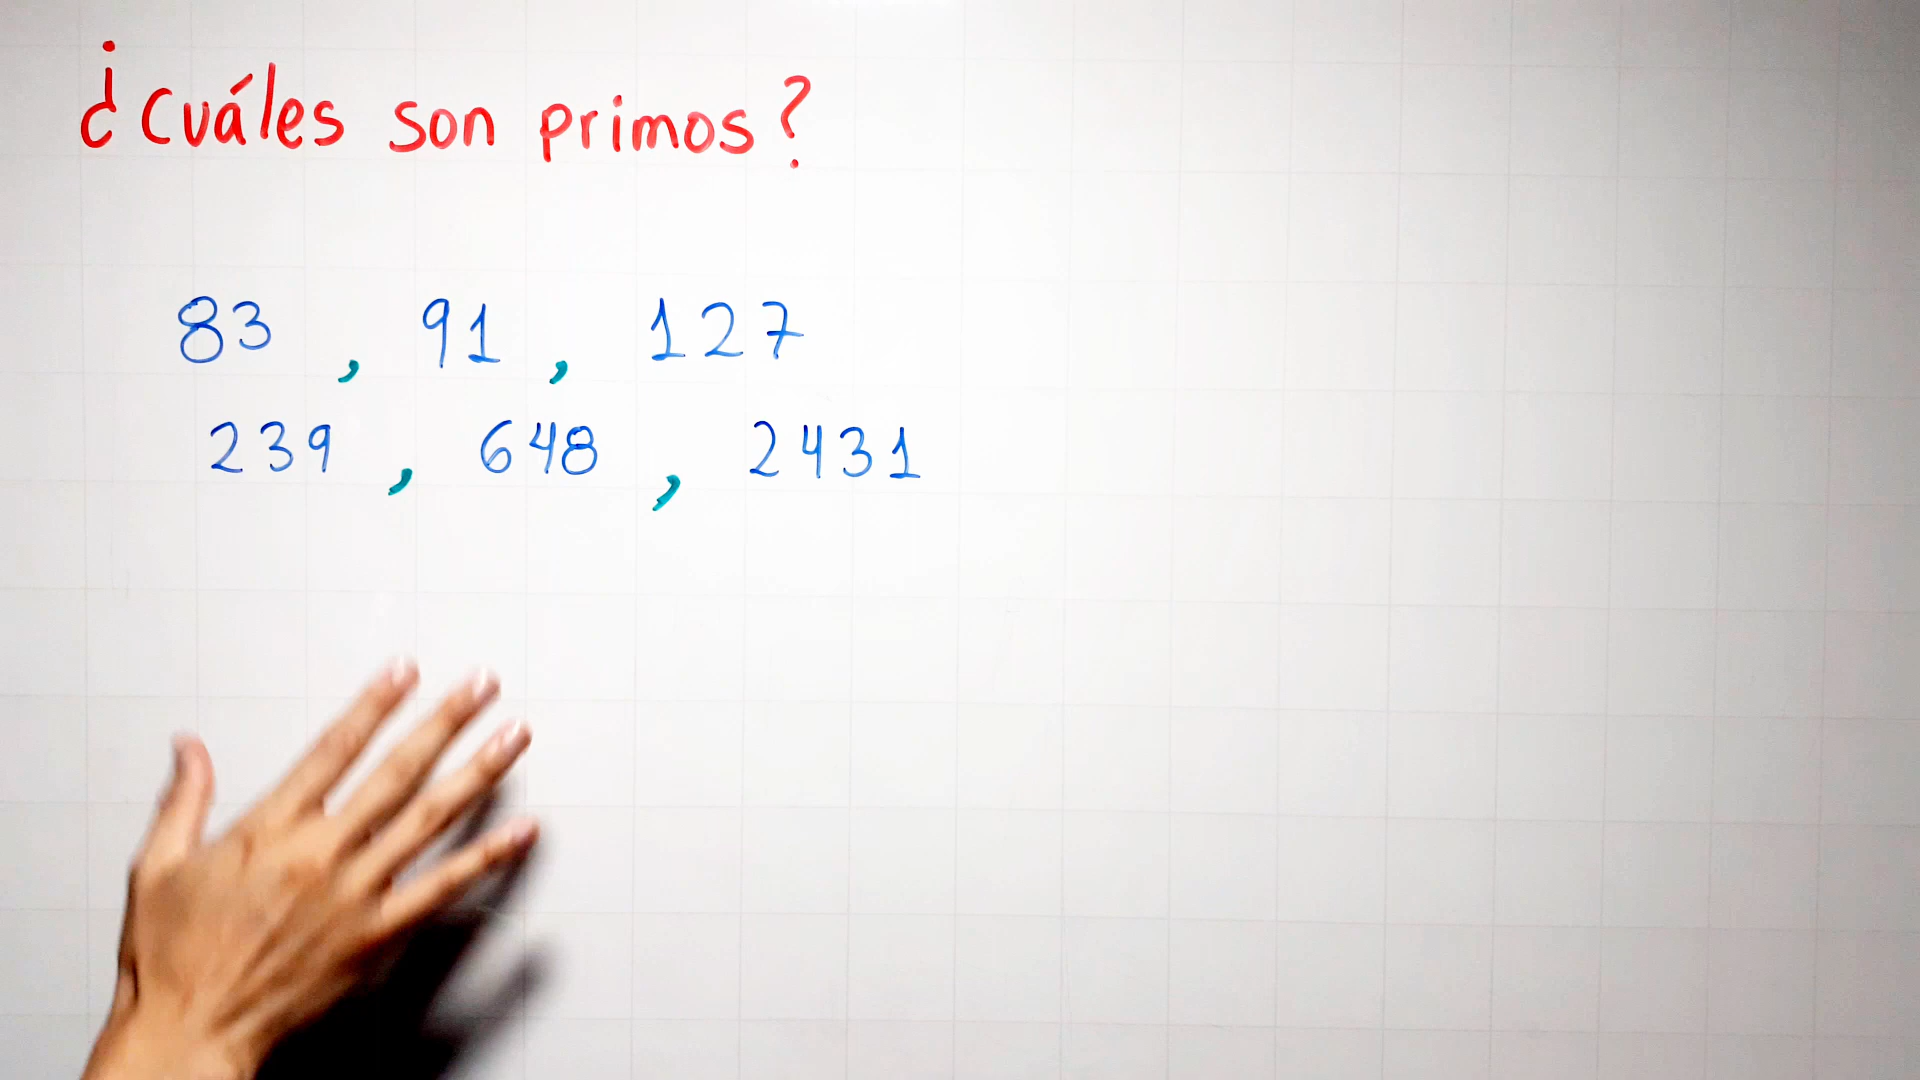 ¿Cuáles son primos?
83 , 91 , 127
239 , 648 , 2431